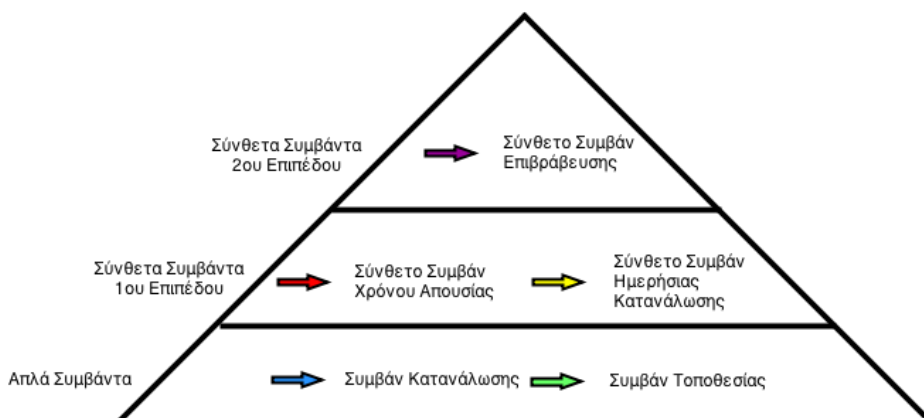 Σύνθετα Συμβάντα
2ου Επιπέδου
Σύνθετο Συμβάν
Επιβράβευσης
Σύνθετα Συμβάντα
1ου Επιπέδου
Σύνθετο Συμβάν
Χρόνου Απουσίας
Σύνθετο Συμβάν
Ημερήσιας
Κατανάλωσης
Απλά Συμβάντα
Συμβάν Κατανάλωσης
Συμβάν Τοποθεσίας